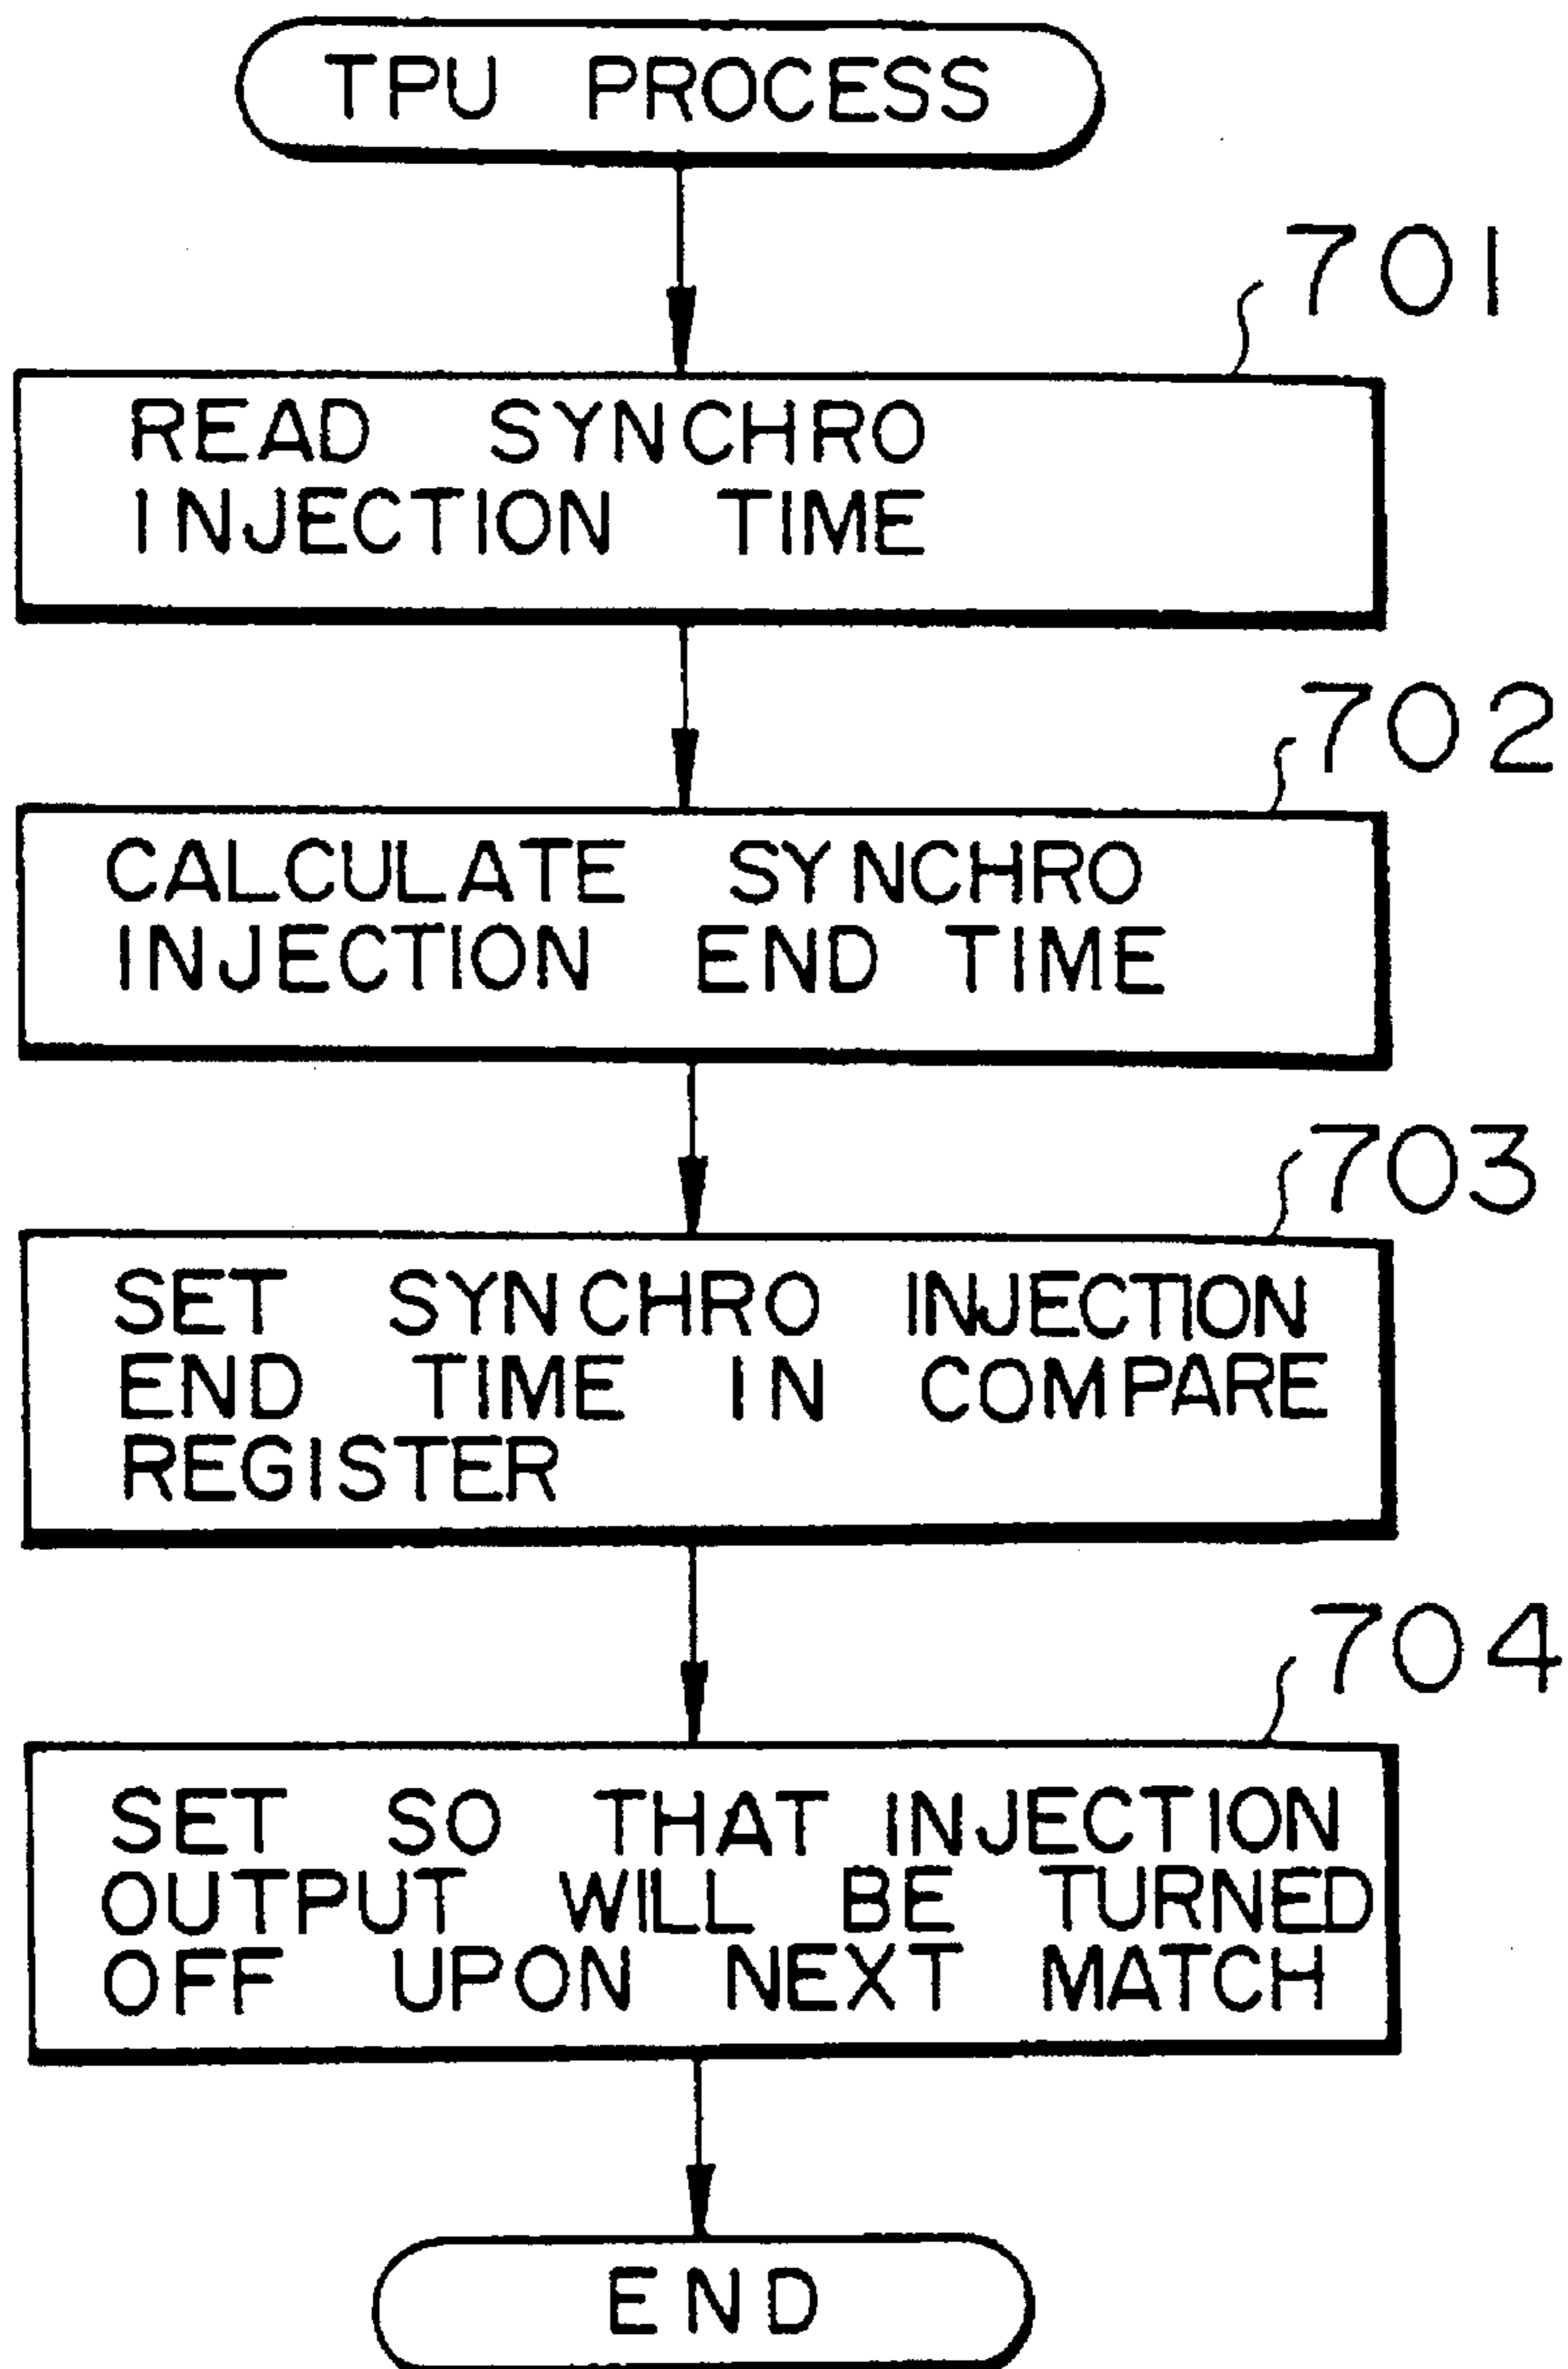 TPU PROCESS
701
READ SYNCHRO
INJECTION TIME
702
CALCULATE SYNCHRO
INJECTION END TIME
703
SET SYNCHRO INJECTION
END TIME IN COMPARE
REGISTER
704
SET SO THAT INJECTION
OUTPUT WILL BE TURNED
OFF UPON NEXT MATCH
END